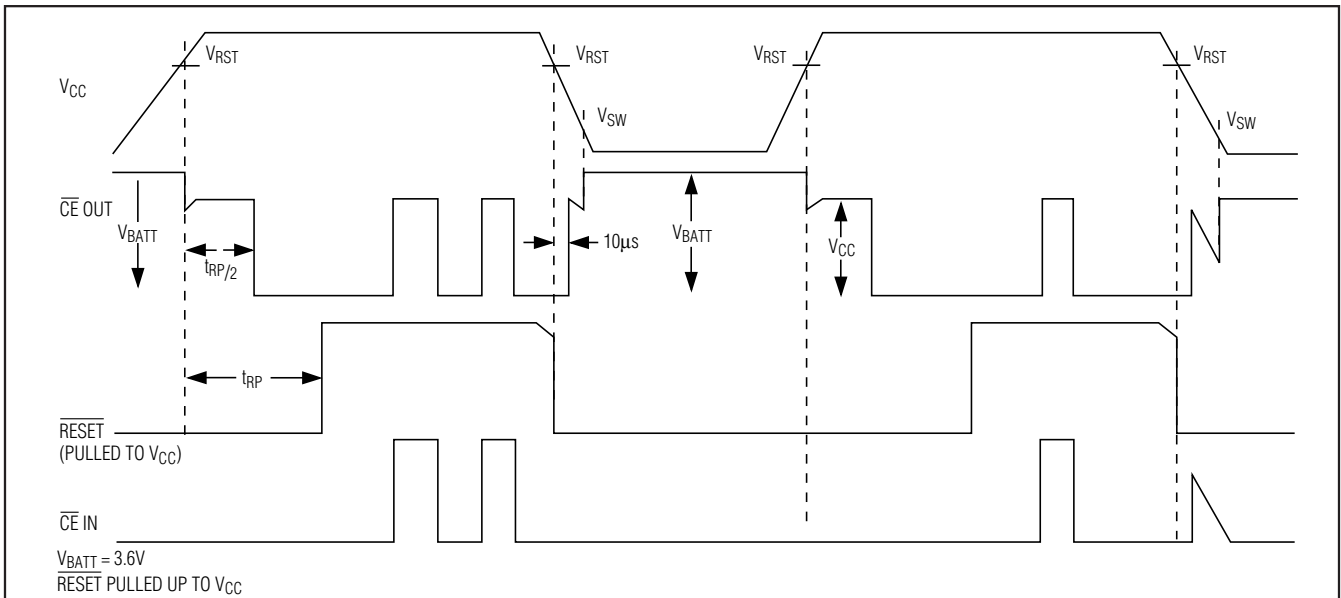 VRST
VRST
VRST
VRST
VCC
VSW
VSW
CE OUT
VBATT
tRP/2
10µs
VBATT
VCC
tRP
RESET
(PULLED TO VCC)
CE IN
VBATT = 3.6V
RESET PULLED UP TO VCC